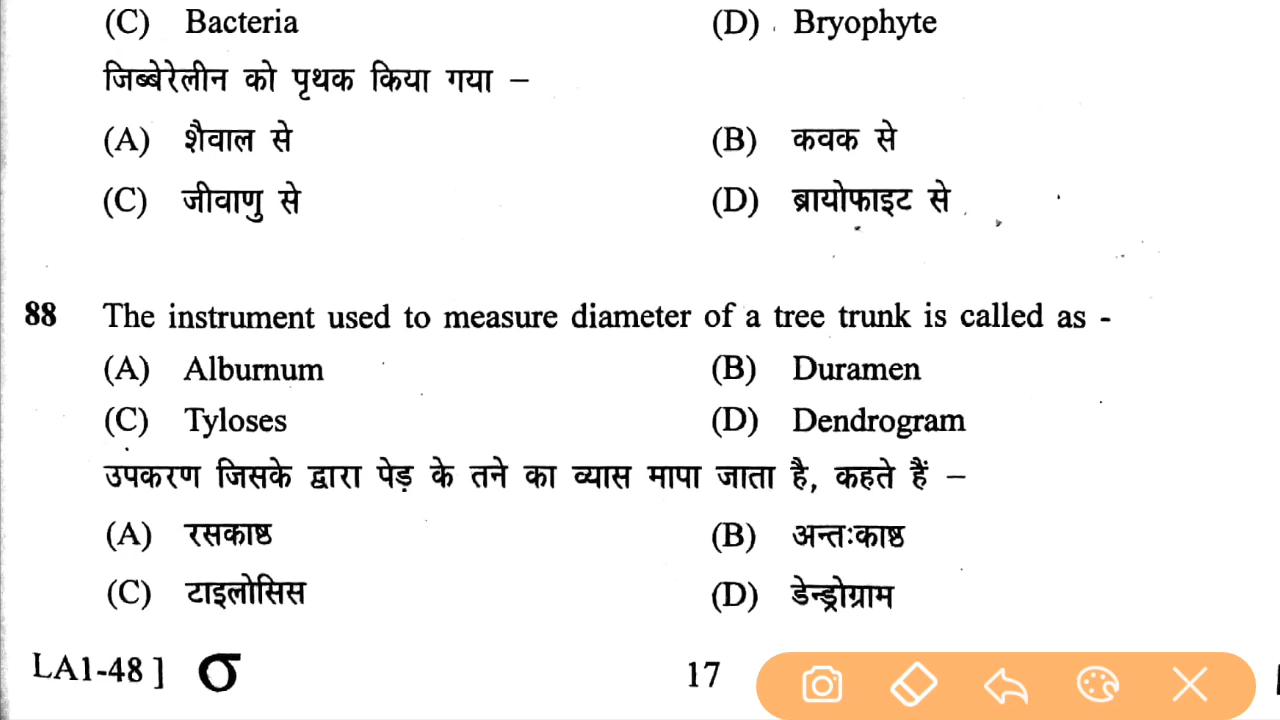 (C) Bacteria (D) Bryophyte
जिब्बेरेलीन को पृथक किया गया –
(A) शैवाल से (B) कवक से
(C) जीवाणु से (D) ब्रायोफाइट से
88 The instrument used to measure diameter of a tree trunk is called as -
(A) Alburnum (B) Duramen
(C) Tyloses (D) Dendrogram
उपकरण जिसके द्वारा पेड़ के तने का व्यास मापा जाता है, कहते हैं –
(A) रसकाष्ठ (B) अन्तःकाष्ठ
(C) टाइलोसिस (D) डेन्ड्रोग्राम
LA1-48 ] σ 17